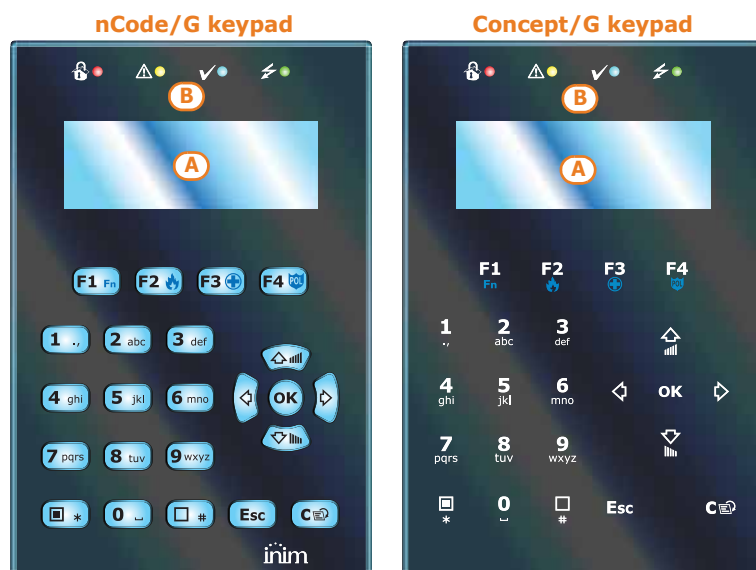 nCode/G keypad
B
A
F1 Fn F2 F3 F4 POL
1 ., 2 abc 3 def
4 ghi 5 jkl 6 mno OK
7 pqrs 8 tuv 9 wxyz
* 0 ⎵ # Esc C
inim
Concept/G keypad
B
A
F1 F2 F3 F4
Fn POL
1 2 3
., abc def
4 5 6 OK
ghi jkl mno
7 8 9
pqrs tuv wxyz
0 Esc C
* ⎵ #